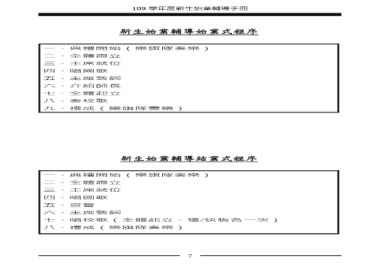 109 學年度新生始業輔導手冊
新生始業輔導始業式程序
一、典禮開始（樂旗隊奏樂）
二、全體肅立
三、主席就位
四、唱國歌
五、主席致詞
六、介紹師長
七、全體起立
八、奏校歌
九、禮成（樂旗隊奏樂）
新生始業輔導結業式程序
一、典禮開始（樂旗隊奏樂）
二、全體肅立
三、主席就位
四、唱國歌
五、宣誓
六、主席致詞
七、唱校歌（全體起立，慢/快板各一次）
八、禮成（樂旗隊奏樂）
7